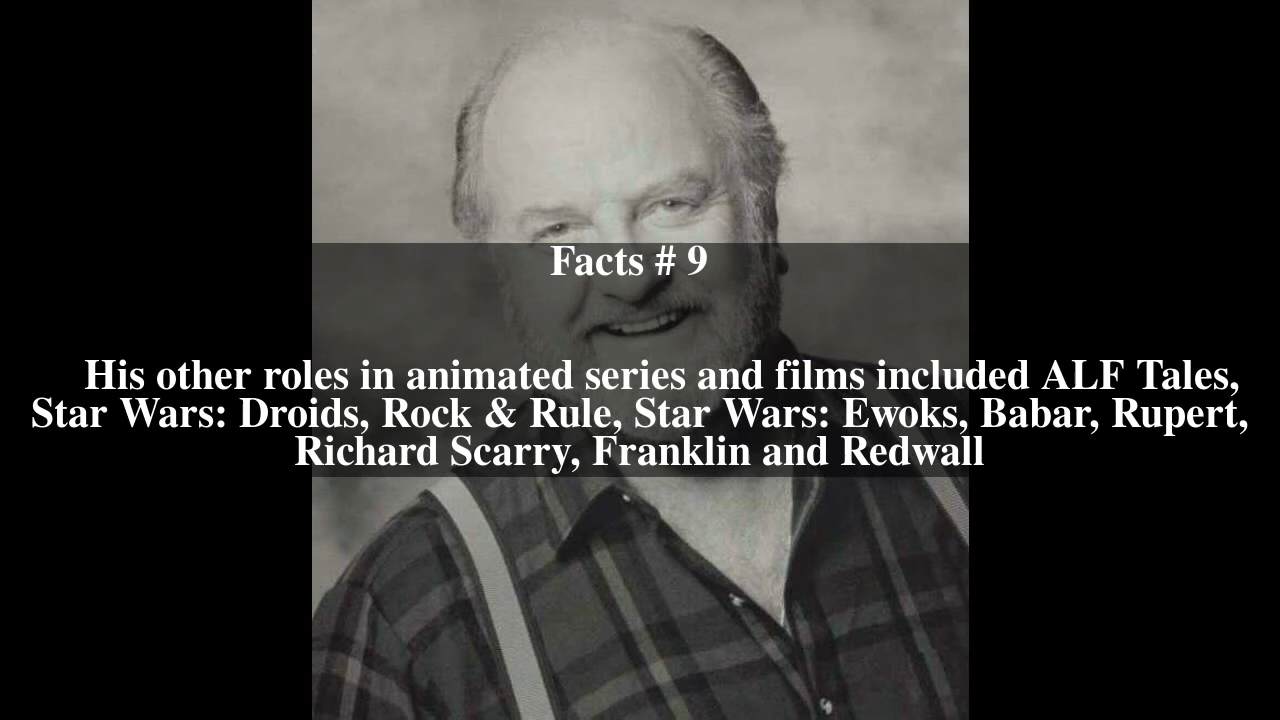 Facts # 9
His other roles in animated series and films included ALF Tales,
Star Wars: Droids, Rock & Rule, Star Wars: Ewoks, Babar, Rupert,
Richard Scarry, Franklin and Redwall